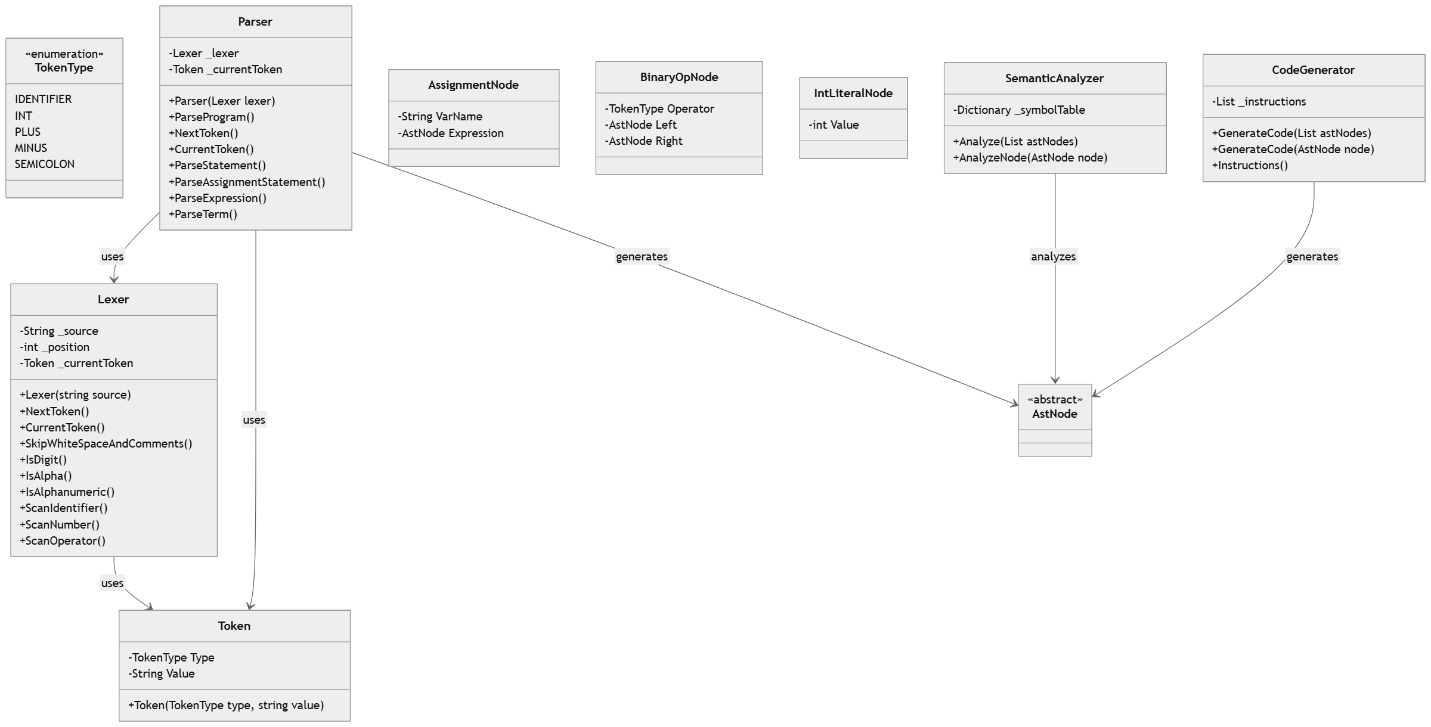 «enumeration»
TokenType
IDENTIFIER
INT
PLUS
MINUS
SEMICOLON
Parser
-Lexer _lexer
-Token _currentToken
+Parser(Lexer lexer)
+ParseProgram()
+NextToken()
+CurrentToken()
+ParseStatement()
+ParseAssignmentStatement()
+ParseExpression()
+ParseTerm()
AssignmentNode
-String VarName
-AstNode Expression
BinaryOpNode
-TokenType Operator
-AstNode Left
-AstNode Right
IntLiteralNode
-int Value
SemanticAnalyzer
-Dictionary _symbolTable
+Analyze(List astNodes)
+AnalyzeNode(AstNode node)
CodeGenerator
-List _instructions
+GenerateCode(List astNodes)
+GenerateCode(AstNode node)
+Instructions()
uses
generates
analyzes
generates
Lexer
-String _source
-int _position
-Token _currentToken
+Lexer(string source)
+NextToken()
+CurrentToken()
+SkipWhiteSpaceAndComments()
+IsDigit()
+IsAlpha()
+IsAlphanumeric()
+ScanIdentifier()
+ScanNumber()
+ScanOperator()
uses
«abstract»
AstNode
uses
Token
-TokenType Type
-String Value
+Token(TokenType type, string value)